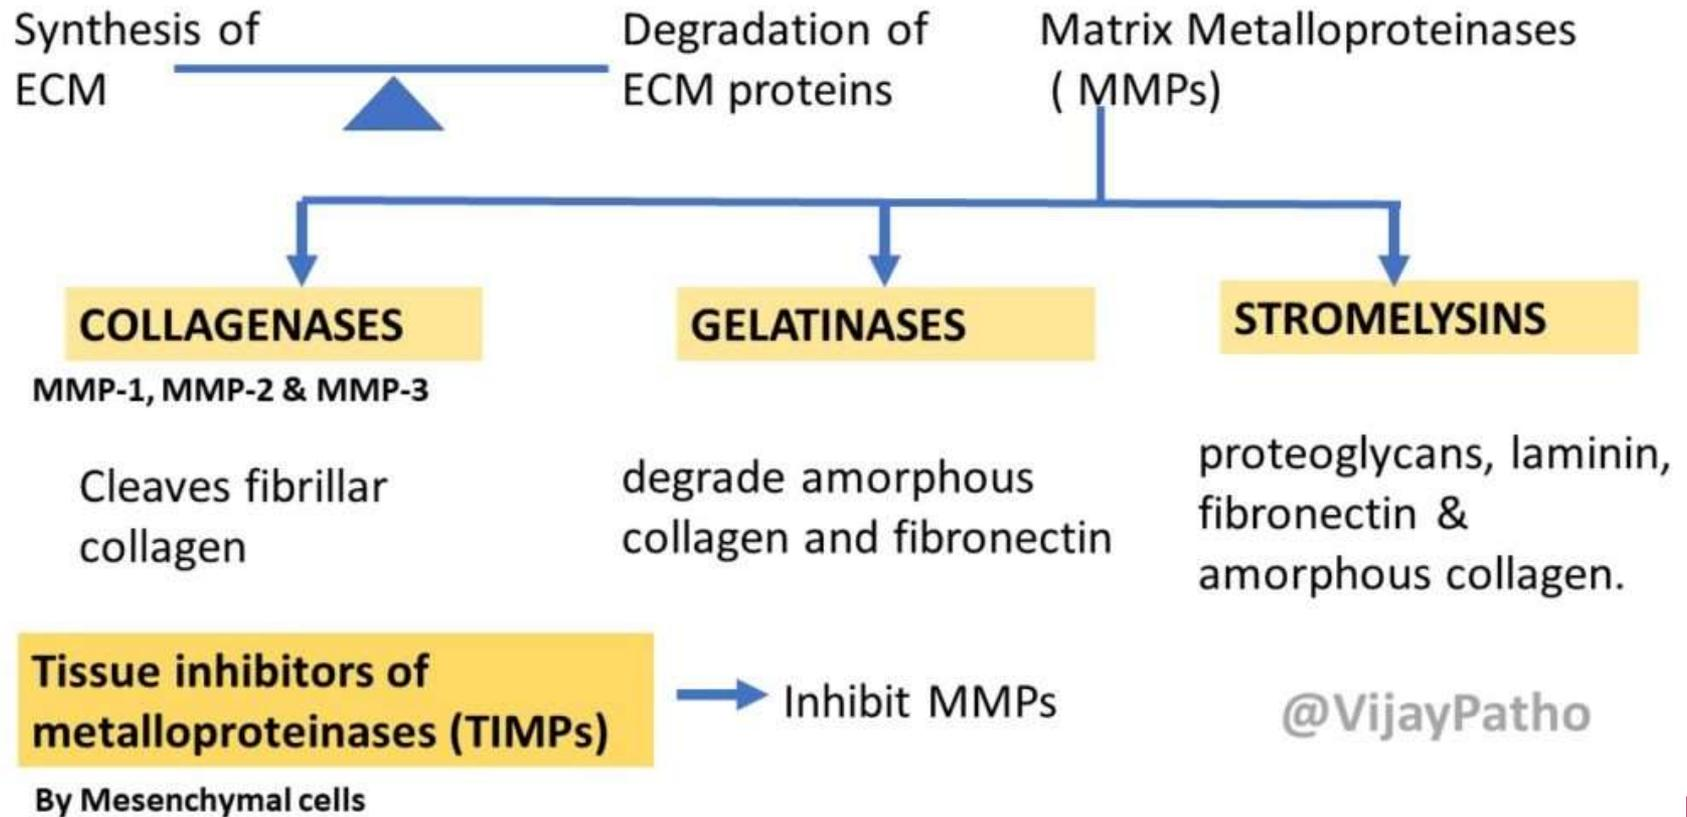 Synthesis of
ECM
Degradation of
ECM proteins
Matrix Metalloproteinases
( MMPs)
COLLAGENASES
MMP-1, MMP-2 & MMP-3
Cleaves fibrillar
collagen
GELATINASES
degrade amorphous
collagen and fibronectin
STROMELYSINS
proteoglycans, laminin,
fibronectin &
amorphous collagen.
Tissue inhibitors of
metalloproteinases (TIMPs)
By Mesenchymal cells
Inhibit MMPs
@VijayPatho